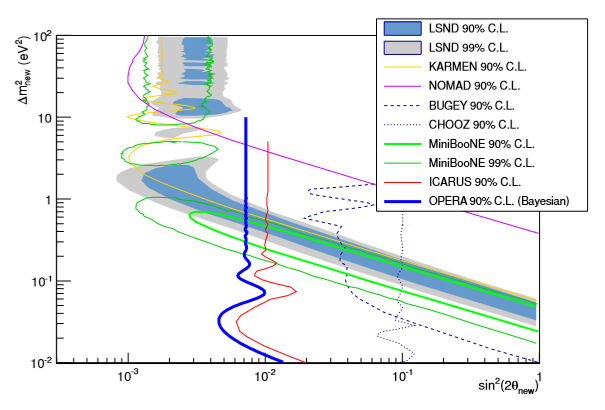 LSND 90% C.L.
LSND 99% C.L.
KARMEN 90% C.L.
NOMAD 90% C.L.
BUGEY 90% C.L.
CHOOZ 90% C.L.
MiniBooNE 90% C.L.
MiniBooNE 99% C.L.
ICARUS 90% C.L.
OPERA 90% C.L. (Bayesian)
Δm²new (eV²)
10²
10
1
10⁻¹
10⁻²
10⁻³ 10⁻² 10⁻¹ 1
sin²(2θnew)